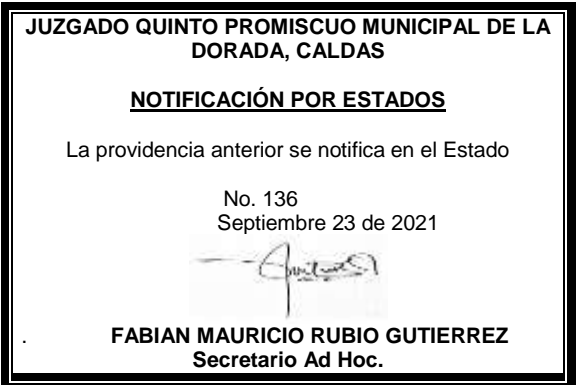 JUZGADO QUINTO PROMISCUO MUNICIPAL DE LA
DORADA, CALDAS
NOTIFICACIÓN POR ESTADOS
La providencia anterior se notifica en el Estado
No. 136
Septiembre 23 de 2021
. FABIAN MAURICIO RUBIO GUTIERREZ
Secretario Ad Hoc.